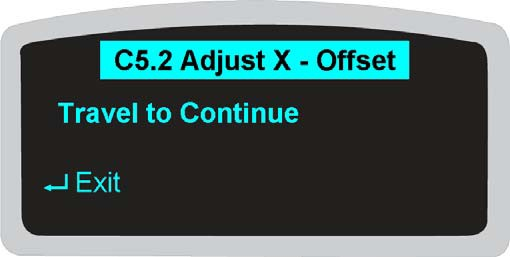 C5.2 Adjust X - Offset
Travel to Continue
↵ Exit